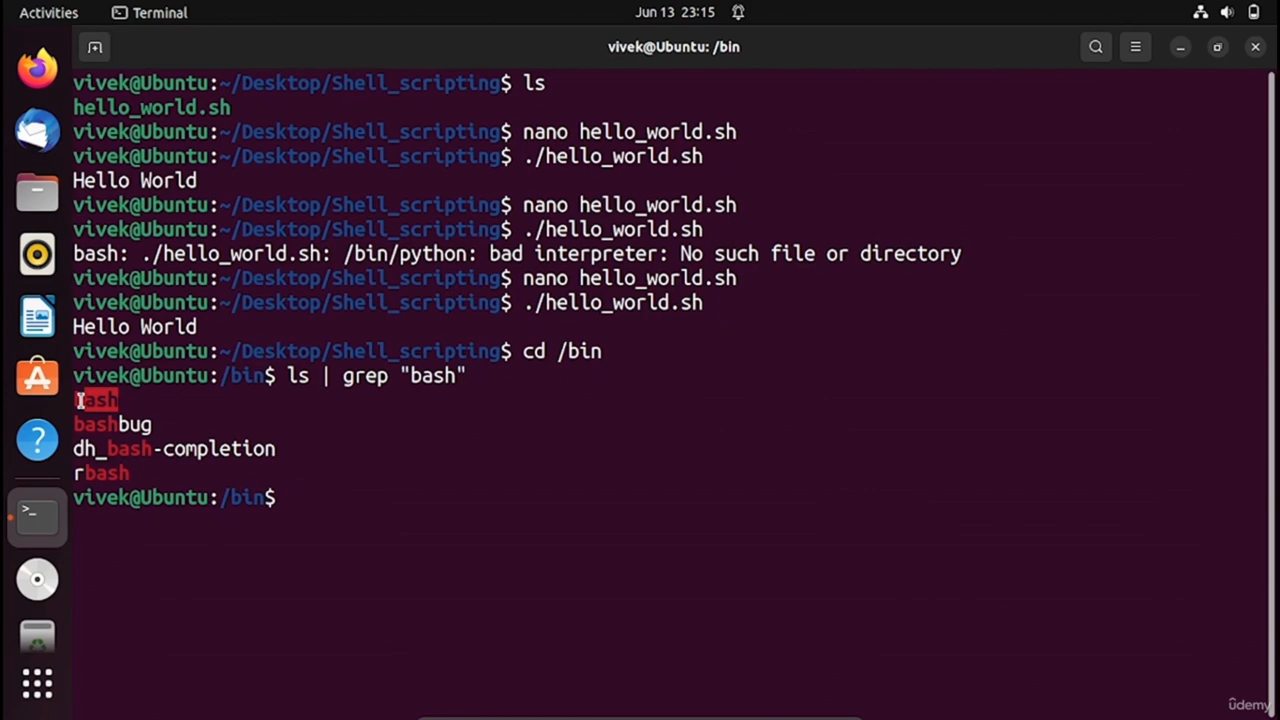 Activities
Terminal
Jun 13 23:15
vivek@Ubuntu: /bin
vivek@Ubuntu:~/Desktop/Shell_scripting$ ls
hello_world.sh
vivek@Ubuntu:~/Desktop/Shell_scripting$ nano hello_world.sh
vivek@Ubuntu:~/Desktop/Shell_scripting$ ./hello_world.sh
Hello World
vivek@Ubuntu:~/Desktop/Shell_scripting$ nano hello_world.sh
vivek@Ubuntu:~/Desktop/Shell_scripting$ ./hello_world.sh
bash: ./hello_world.sh: /bin/python: bad interpreter: No such file or directory
vivek@Ubuntu:~/Desktop/Shell_scripting$ nano hello_world.sh
vivek@Ubuntu:~/Desktop/Shell_scripting$ ./hello_world.sh
Hello World
vivek@Ubuntu:~/Desktop/Shell_scripting$ cd /bin
vivek@Ubuntu:/bin$ ls | grep "bash"
bash
bashbug
dh_bash-completion
rbash
vivek@Ubuntu:/bin$
udemy